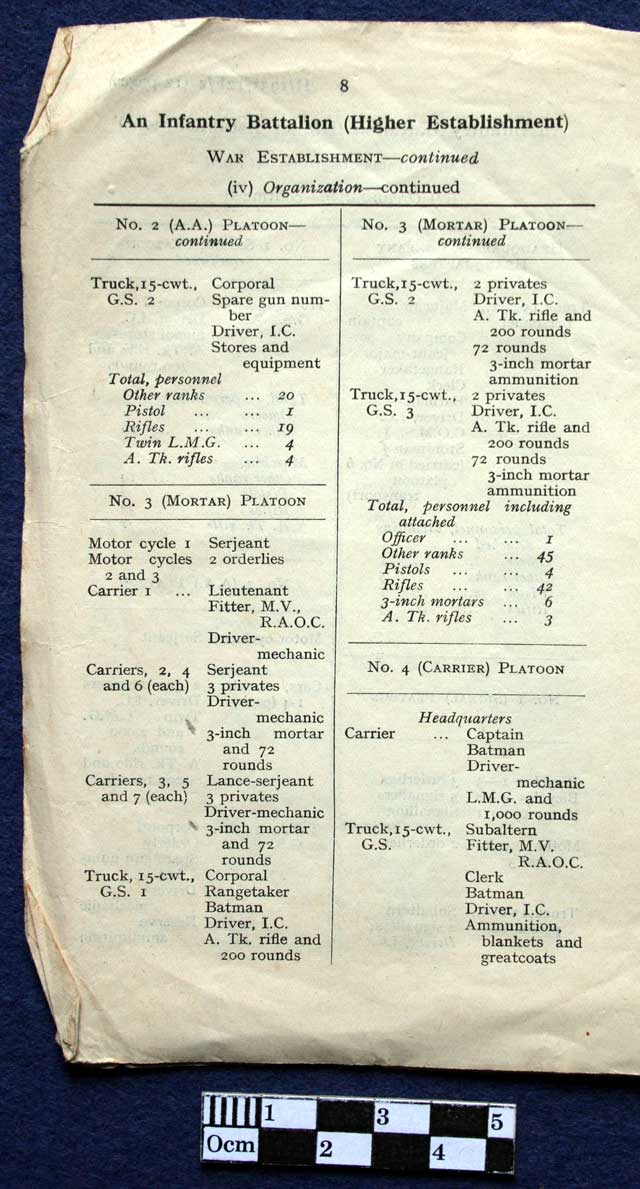 8
An Infantry Battalion (Higher Establishment)
War Establishment—continued
(iv) Organization—continued
No. 2 (A.A.) Platoon—
continued
Truck, 15-cwt., Corporal
G.S. 2 Spare gun num-
ber
Driver, I.C.
Stores and
equipment
Total, personnel
Other ranks ... 20
Pistol ... ... 1
Rifles ... ... 19
Twin L.M.G. ... 4
A. Tk. rifles ... 4
No. 3 (Mortar) Platoon
Motor cycle 1 Serjeant
Motor cycles 2 orderlies
2 and 3
Carrier 1 ... Lieutenant
Fitter, M.V.,
R.A.O.C.
Driver-
mechanic
Carriers, 2, 4 Serjeant
and 6 (each) 3 privates
Driver-
mechanic
3-inch mortar
and 72
rounds
Carriers, 3, 5 Lance-serjeant
and 7 (each) 3 privates
Driver-mechanic
3-inch mortar
and 72
rounds
Truck, 15-cwt., Corporal
G.S. 1 Rangetaker
Batman
Driver, I.C.
A. Tk. rifle and
200 rounds
No. 3 (Mortar) Platoon—
continued
Truck, 15-cwt., 2 privates
G.S. 2 Driver, I.C.
A. Tk. rifle and
200 rounds
72 rounds
3-inch mortar
ammunition
Truck, 15-cwt., 2 privates
G.S. 3 Driver, I.C.
A. Tk. rifle and
200 rounds
72 rounds
3-inch mortar
ammunition
Total, personnel including
attached
Officer ... ... 1
Other ranks ... 45
Pistols ... ... 4
Rifles ... ... 42
3-inch mortars ... 6
A. Tk. rifles ... 3
No. 4 (Carrier) Platoon
Headquarters
Carrier ... Captain
Batman
Driver-
mechanic
L.M.G. and
1,000 rounds
Truck, 15-cwt., Subaltern
G.S. Fitter, M.V.
R.A.O.C.
Clerk
Batman
Driver, I.C.
Ammunition,
blankets and
greatcoats
0cm 1 2 3 4 5